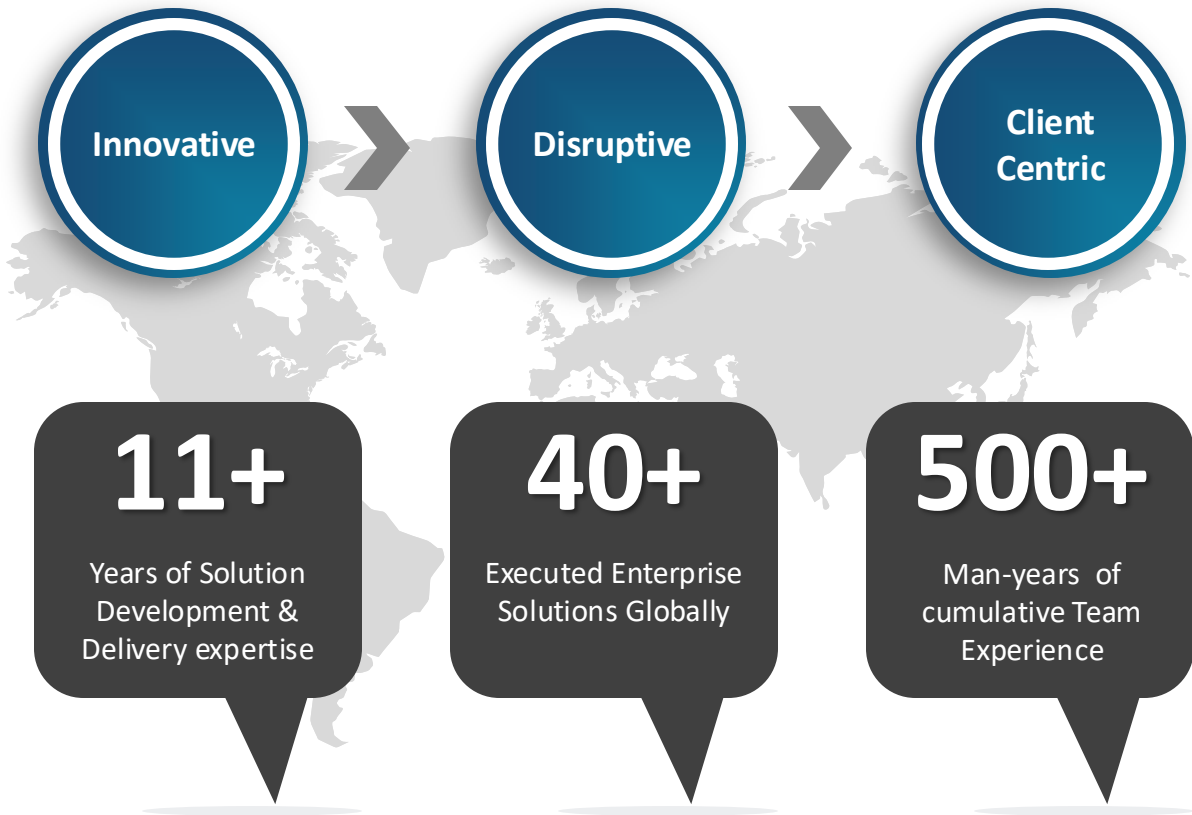 Innovative
Disruptive
Client
Centric
11+
Years of Solution
Development &
Delivery expertise
40+
Executed Enterprise
Solutions Globally
500+
Man-years of
cumulative Team
Experience